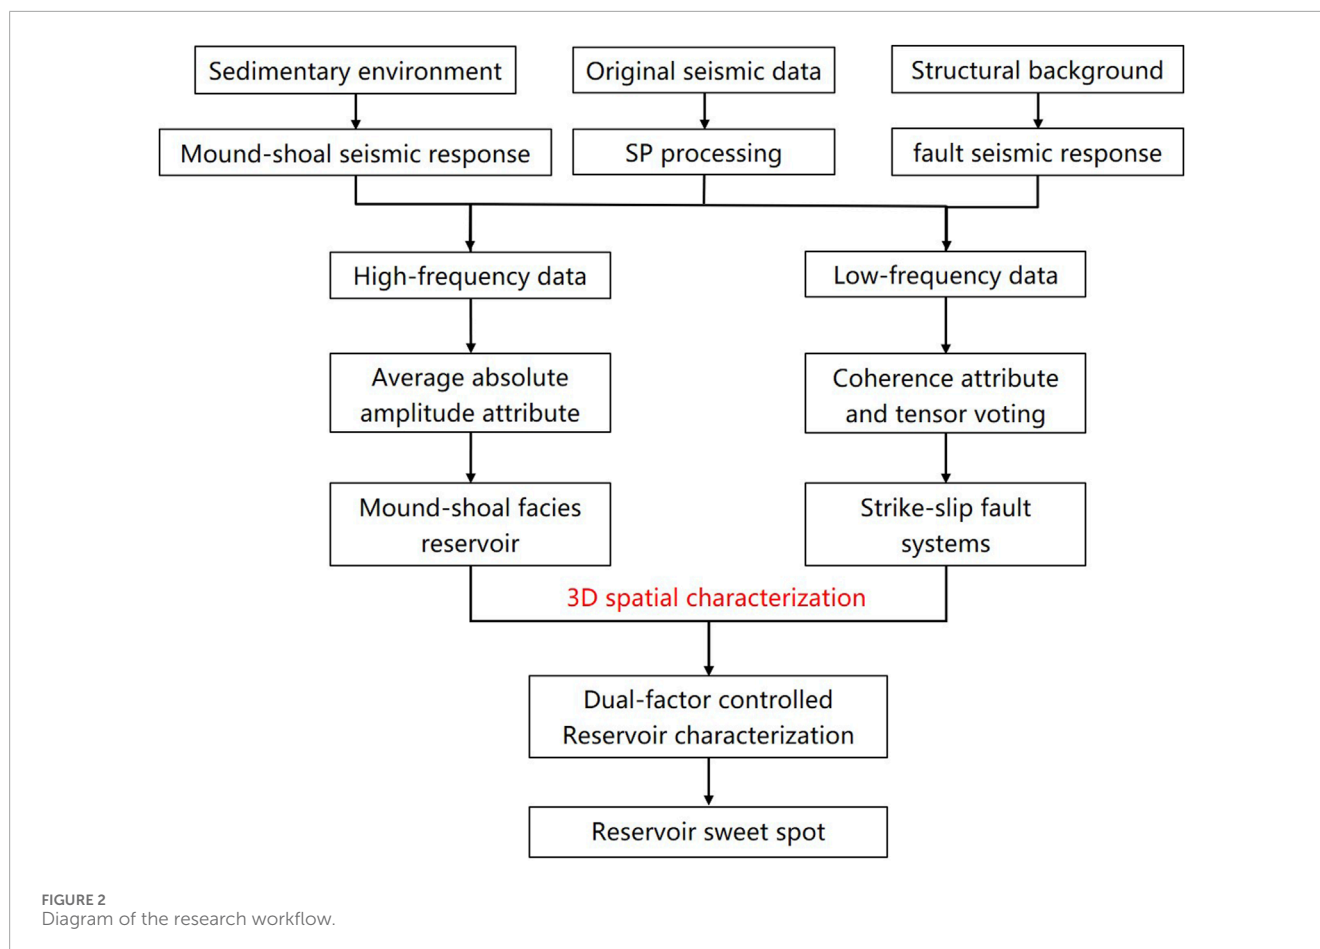 Sedimentary environment
Original seismic data
Structural background
Mound-shoal seismic response
SP processing
fault seismic response
High-frequency data
Low-frequency data
Average absolute
amplitude attribute
Coherence attribute
and tensor voting
Mound-shoal facies
reservoir
Strike-slip fault
systems
3D spatial characterization
Dual-factor controlled
Reservoir characterization
Reservoir sweet spot
FIGURE 2
Diagram of the research workflow.